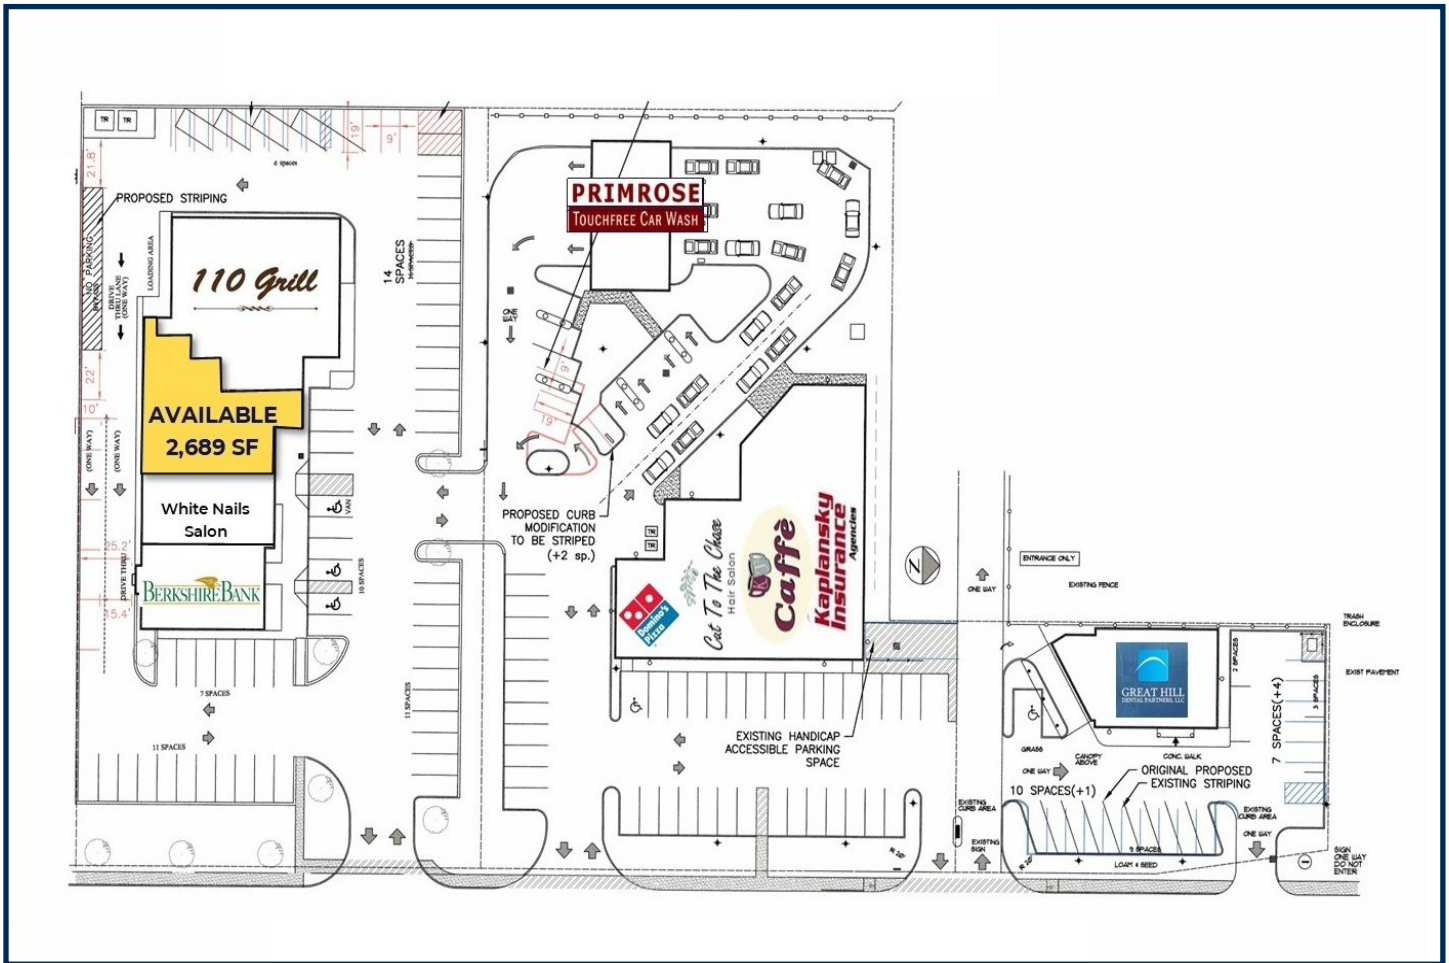 TR
TR
21.8'
4 spaces
19'
9'
PROPOSED STRIPING
NO PARKING
DRIVE
THRU LANE
(ONE WAY)
LOADING AREA
110 Grill
14
SPACES
PRIMROSE
TOUCHFREE CAR WASH
ONE
WAY
9'
19'
22'
10'
(ONE WAY)
(ONE WAY)
AVAILABLE
2,689 SF
White Nails
Salon
VAN
25.2'
DRIVE THRU
15.4'
BERKSHIRE BANK
10 SPACES
7 SPACES
11 SPACES
11 SPACES
PROPOSED CURB
MODIFICATION
TO BE STRIPED
(+2 sp.)
TR
TR
Domino's
Pizza
Cut To The Chase
Hair Salon
Caffè
Kaplansky
Insurance
Agencies
N
ONE WAY
ENTRANCE ONLY
EXISTING FENCE
TRASH
ENCLOSURE
EXIST PAVEMENT
GREAT HILL
DENTAL PARTNERS, LLC
2 SPACES
7 SPACES(+4)
3 SPACES
EXISTING HANDICAP
ACCESSIBLE PARKING
SPACE
GRASS
CANOPY
ABOVE
CONC. WALK
ONE WAY
ORIGINAL PROPOSED
EXISTING STRIPING
10 SPACES(+1)
EXISTING
CURB AREA
EXISTING
SIGN
9 SPACES
LOAM & SEED
R 20'
R 20'
EXISTING
CURB AREA
ONE WAY
SIGN
ONE WAY
DO NOT
ENTER